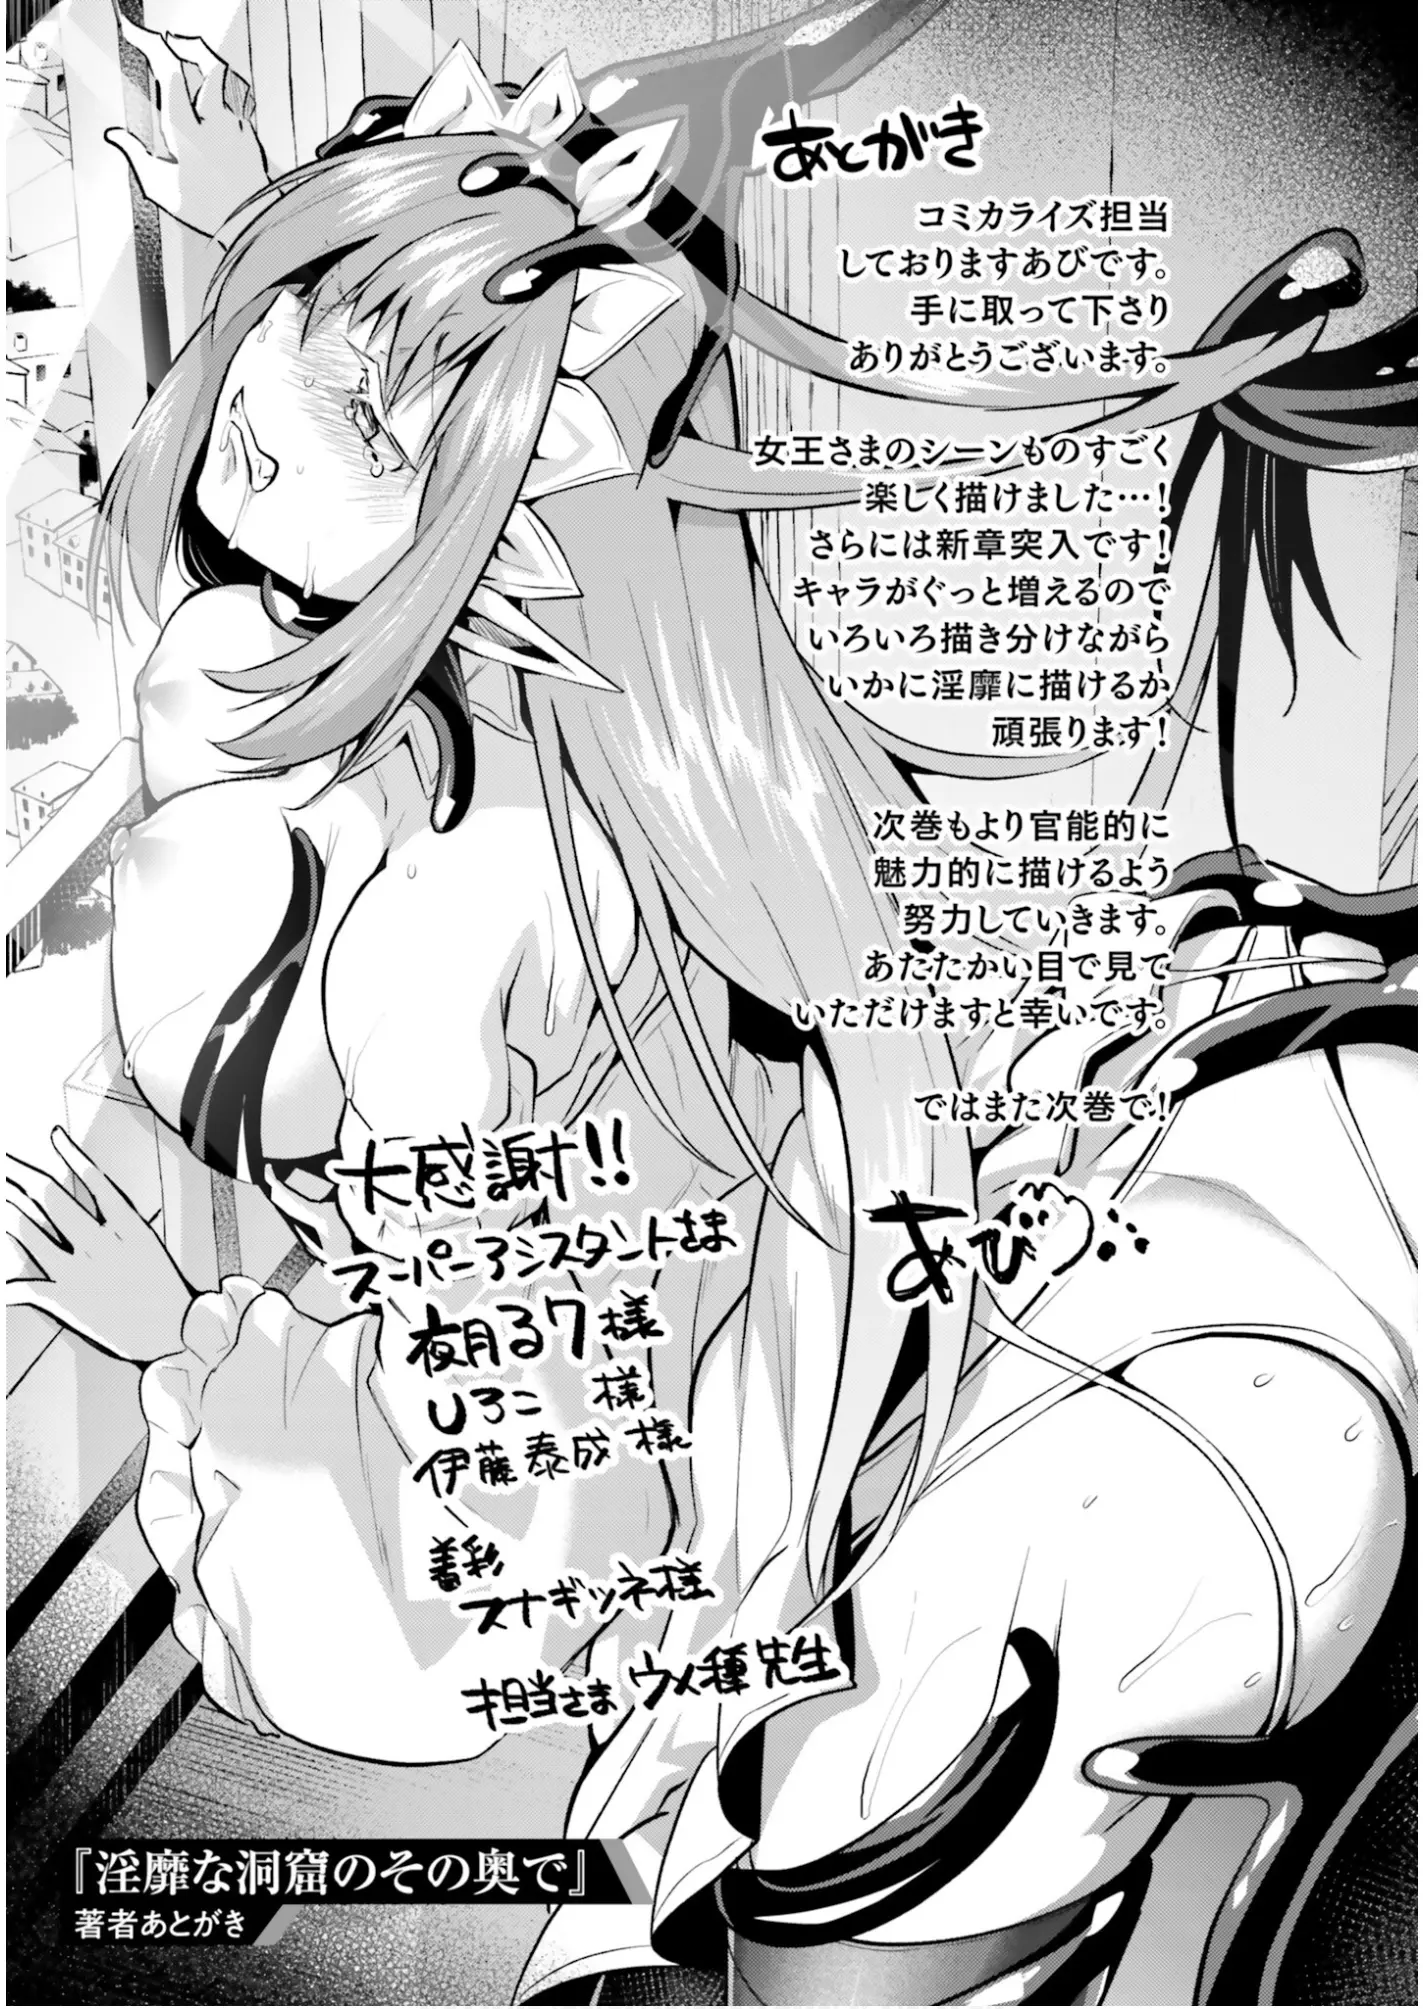 あとがき
コミカライズ担当
しておりますあびです。
手に取って下さり
ありがとうございます。
女王さまのシーンものすごく
楽しく描けました…!
さらには新章突入です!
キャラがぐっと増えるので
いろいろ描き分けながら
いかに淫靡に描けるか
頑張ります!
次巻もより官能的に
魅力的に描けるよう
努力していきます。
あたたかい目で見て
いただけますと幸いです。
ではまた次巻で!
あび
大感謝!!
スーパーアシスタントさま
夜月るク様
しろこ 様
伊藤泰成様
着彩
スナギツネ様
担当さま ウメ種先生
『淫靡な洞窟のその奥で』
著者あとがき